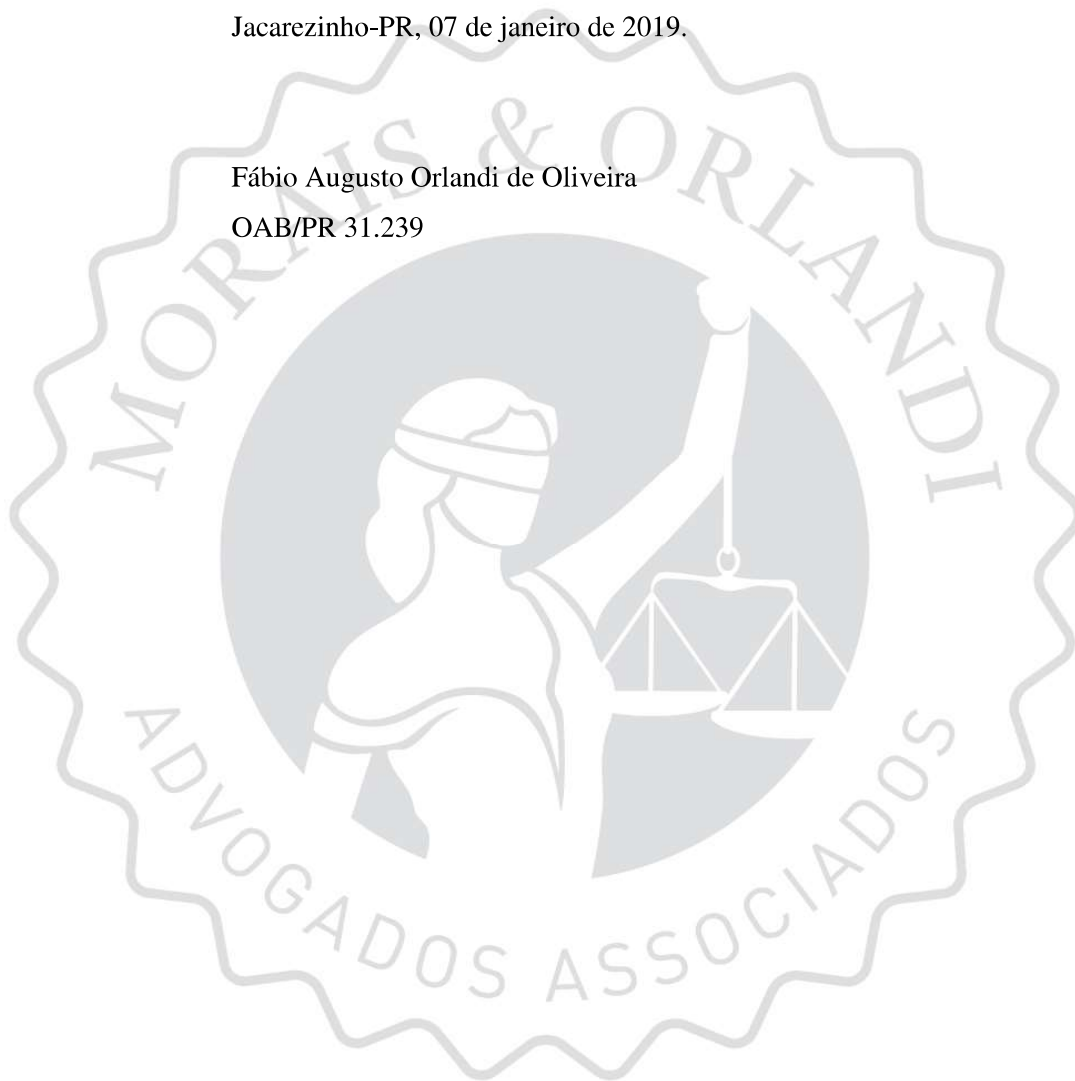 Jacarezinho-PR, 07 de janeiro de 2019.
Fábio Augusto Orlandi de Oliveira
OAB/PR 31.239
MORAIS & ORLANDI
ADVOGADOS ASSOCIADOS